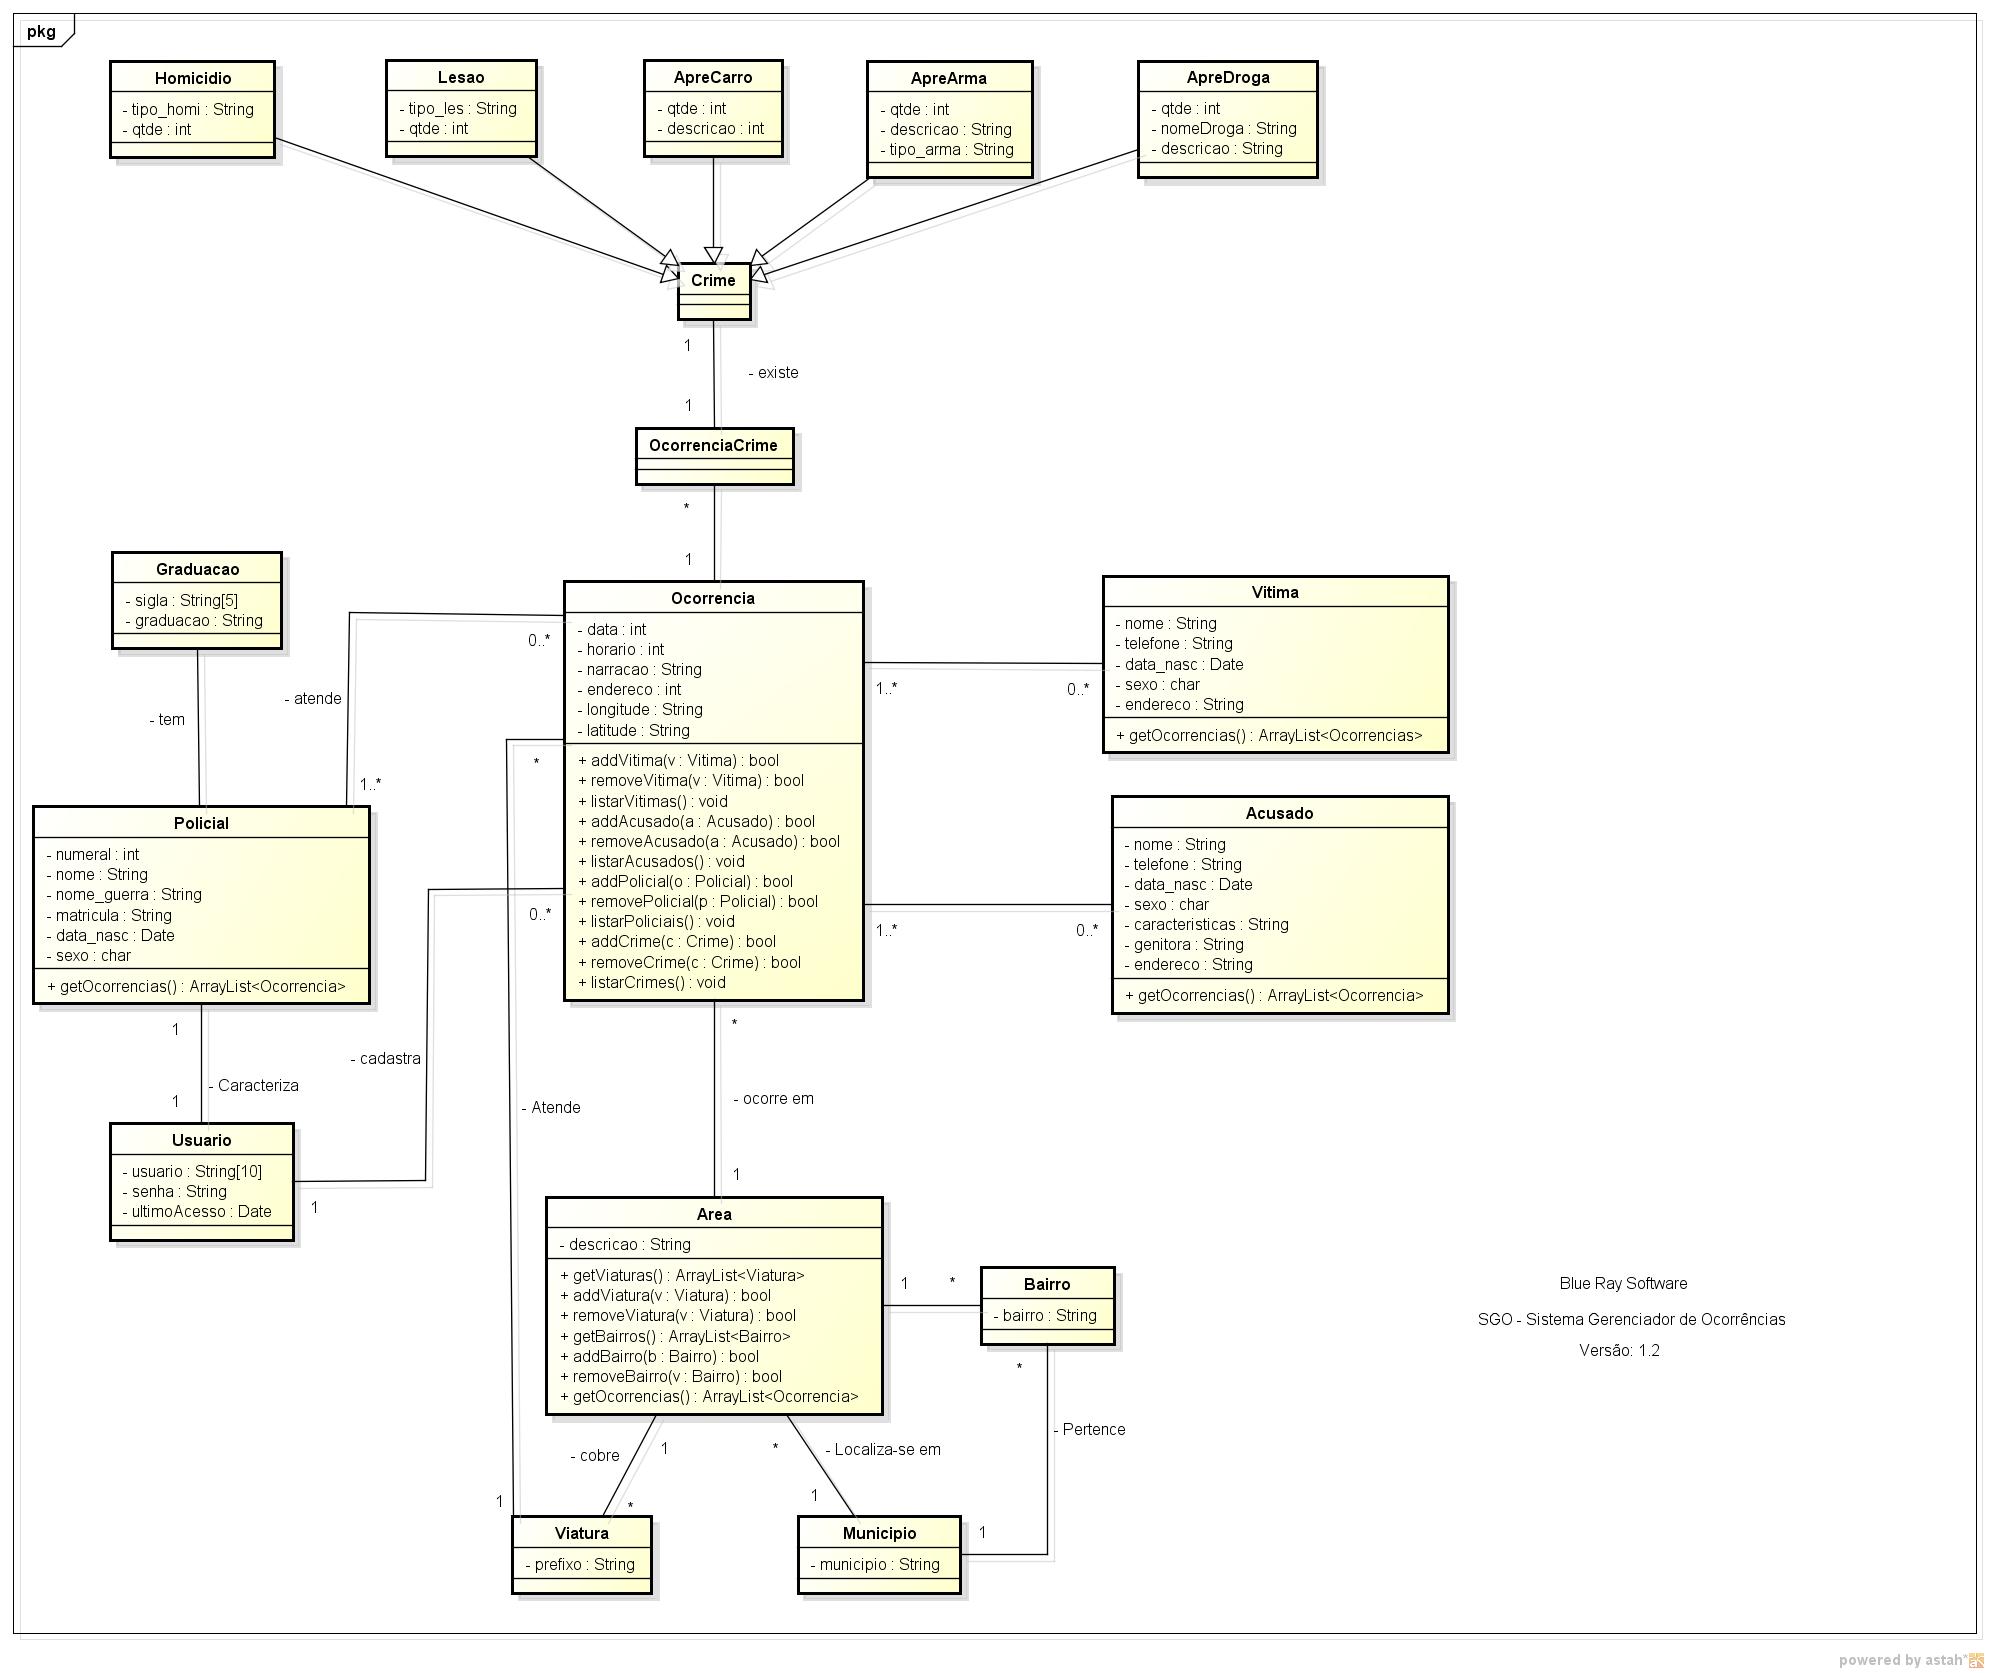 pkg
Homicidio
- tipo_homi : String
- qtde : int
Lesao
- tipo_les : String
- qtde : int
ApreCarro
- qtde : int
- descricao : int
ApreArma
- qtde : int
- descricao : String
- tipo_arma : String
ApreDroga
- qtde : int
- nomeDroga : String
- descricao : String
Crime
1
- existe
1
OcorrenciaCrime
*
1
Graduacao
- sigla : String[5]
- graduacao : String
- tem
- atende
0..*
1..*
Ocorrencia
- data : int
- horario : int
- narracao : String
- endereco : int
- longitude : String
- latitude : String
+ addVitima(v : Vitima) : bool
+ removeVitima(v : Vitima) : bool
+ listarVitimas() : void
+ addAcusado(a : Acusado) : bool
+ removeAcusado(a : Acusado) : bool
+ listarAcusados() : void
+ addPolicial(o : Policial) : bool
+ removePolicial(p : Policial) : bool
+ listarPoliciais() : void
+ addCrime(c : Crime) : bool
+ removeCrime(c : Crime) : bool
+ listarCrimes() : void
1..*
0..*
Vitima
- nome : String
- telefone : String
- data_nasc : Date
- sexo : char
- endereco : String
+ getOcorrencias() : ArrayList<Ocorrencias>
1..*
0..*
Acusado
- nome : String
- telefone : String
- data_nasc : Date
- sexo : char
- caracteristicas : String
- genitora : String
- endereco : String
+ getOcorrencias() : ArrayList<Ocorrencia>
Policial
- numeral : int
- nome : String
- nome_guerra : String
- matricula : String
- data_nasc : Date
- sexo : char
+ getOcorrencias() : ArrayList<Ocorrencia>
*
0..*
1
- Caracteriza
1
- cadastra
- Atende
*
- ocorre em
1
Usuario
- usuario : String[10]
- senha : String
- ultimoAcesso : Date
1
Area
- descricao : String
+ getViaturas() : ArrayList<Viatura>
+ addViatura(v : Viatura) : bool
+ removeViatura(v : Viatura) : bool
+ getBairros() : ArrayList<Bairro>
+ addBairro(b : Bairro) : bool
+ removeBairro(v : Bairro) : bool
+ getOcorrencias() : ArrayList<Ocorrencia>
1
*
Bairro
- bairro : String
*
- Pertence
1
Blue Ray Software
SGO - Sistema Gerenciador de Ocorrências
Versão: 1.2
- cobre
1
*
*
- Localiza-se em
1
1
Viatura
- prefixo : String
Municipio
- municipio : String
powered by astah*